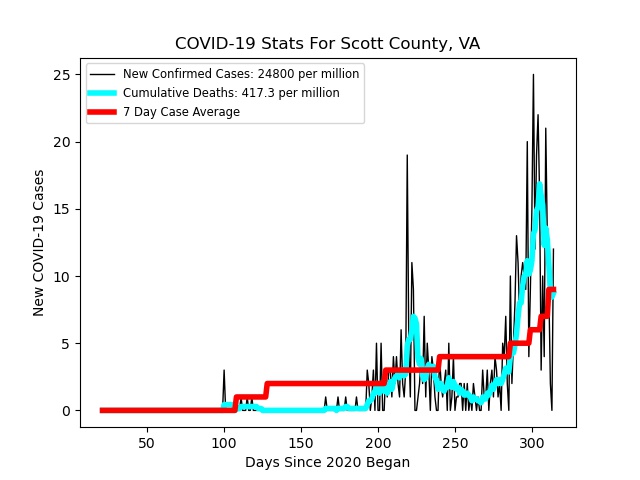 COVID-19 Stats For Scott County, VA
New Confirmed Cases: 24800 per million
Cumulative Deaths: 417.3 per million
7 Day Case Average
New COVID-19 Cases
25
20
15
10
5
0
50 100 150 200 250 300
Days Since 2020 Began